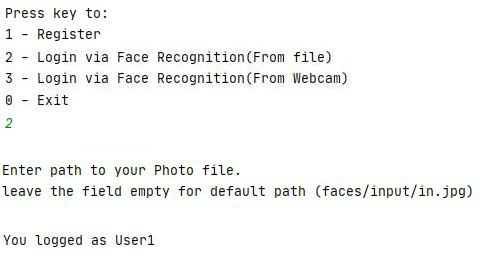 Press key to:
1 - Register
2 - Login via Face Recognition(From file)
3 - Login via Face Recognition(From Webcam)
0 - Exit
2
Enter path to your Photo file.
leave the field empty for default path (faces/input/in.jpg)
You logged as User1